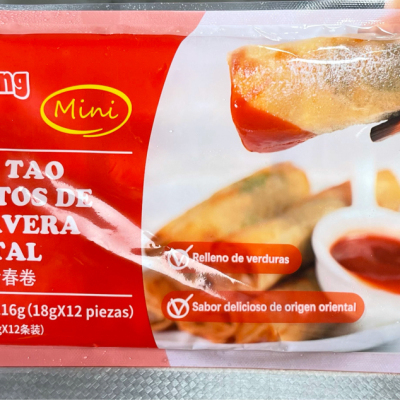 ng
Mini
TAO
TOS DE
AVERA
TAL
春卷
16g (18gX12 piezas)
gX12条装)
Relleno de verduras
Sabor delicioso de origen oriental